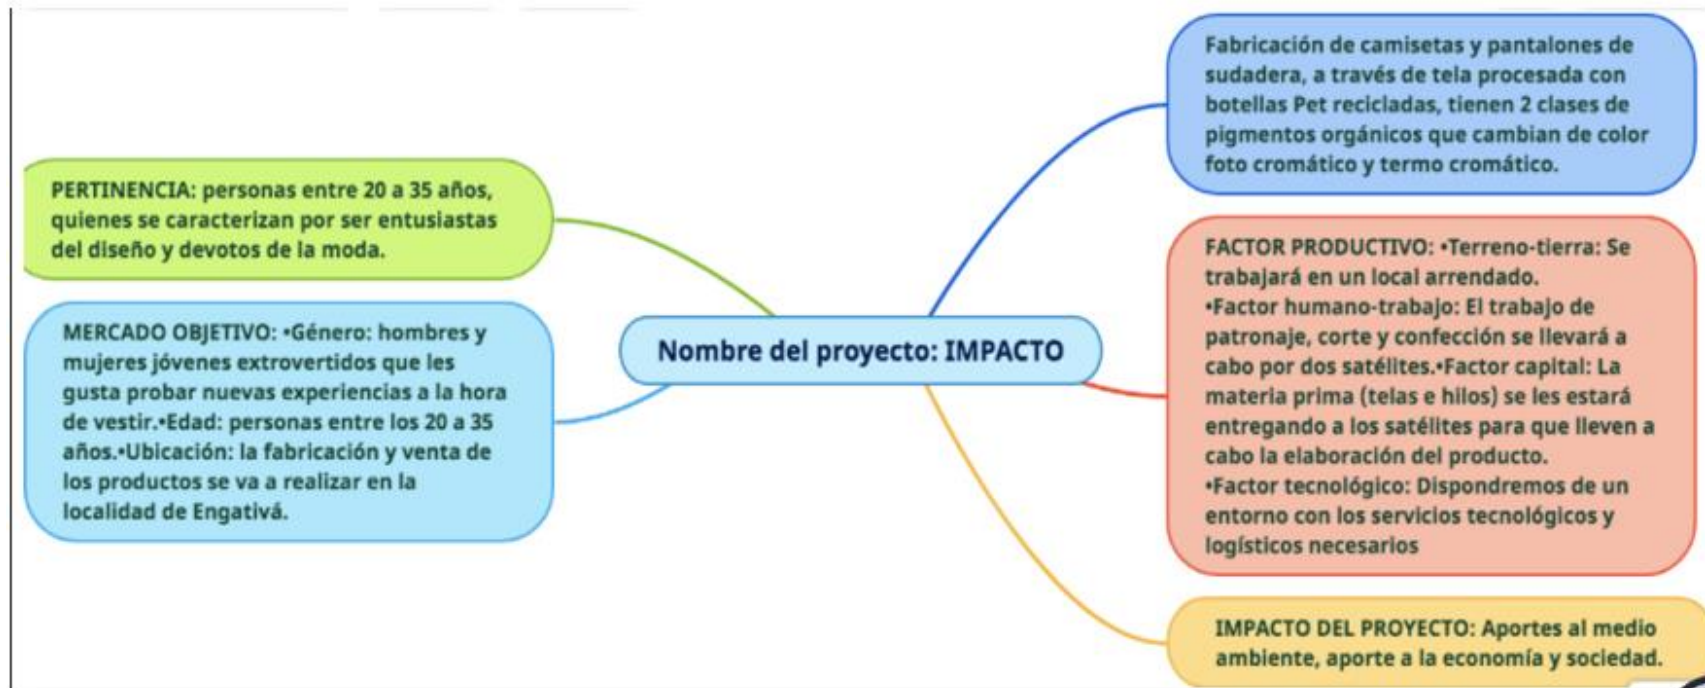 Fabricación de camisetas y pantalones de
sudadera, a través de tela procesada con
botellas Pet recicladas, tienen 2 clases de
pigmentos orgánicos que cambian de color
foto cromático y termo cromático.
PERTINENCIA: personas entre 20 a 35 años,
quienes se caracterizan por ser entusiastas
del diseño y devotos de la moda.
MERCADO OBJETIVO: •Género: hombres y
mujeres jóvenes extrovertidos que les
gusta probar nuevas experiencias a la hora
de vestir.•Edad: personas entre los 20 a 35
años.•Ubicación: la fabricación y venta de
los productos se va a realizar en la
localidad de Engativá.
Nombre del proyecto: IMPACTO
FACTOR PRODUCTIVO: •Terreno-tierra: Se
trabajará en un local arrendado.
•Factor humano-trabajo: El trabajo de
patronaje, corte y confección se llevará a
cabo por dos satélites.•Factor capital: La
materia prima (telas e hilos) se les estará
entregando a los satélites para que lleven a
cabo la elaboración del producto.
•Factor tecnológico: Dispondremos de un
entorno con los servicios tecnológicos y
logísticos necesarios
IMPACTO DEL PROYECTO: Aportes al medio
ambiente, aporte a la economía y sociedad.